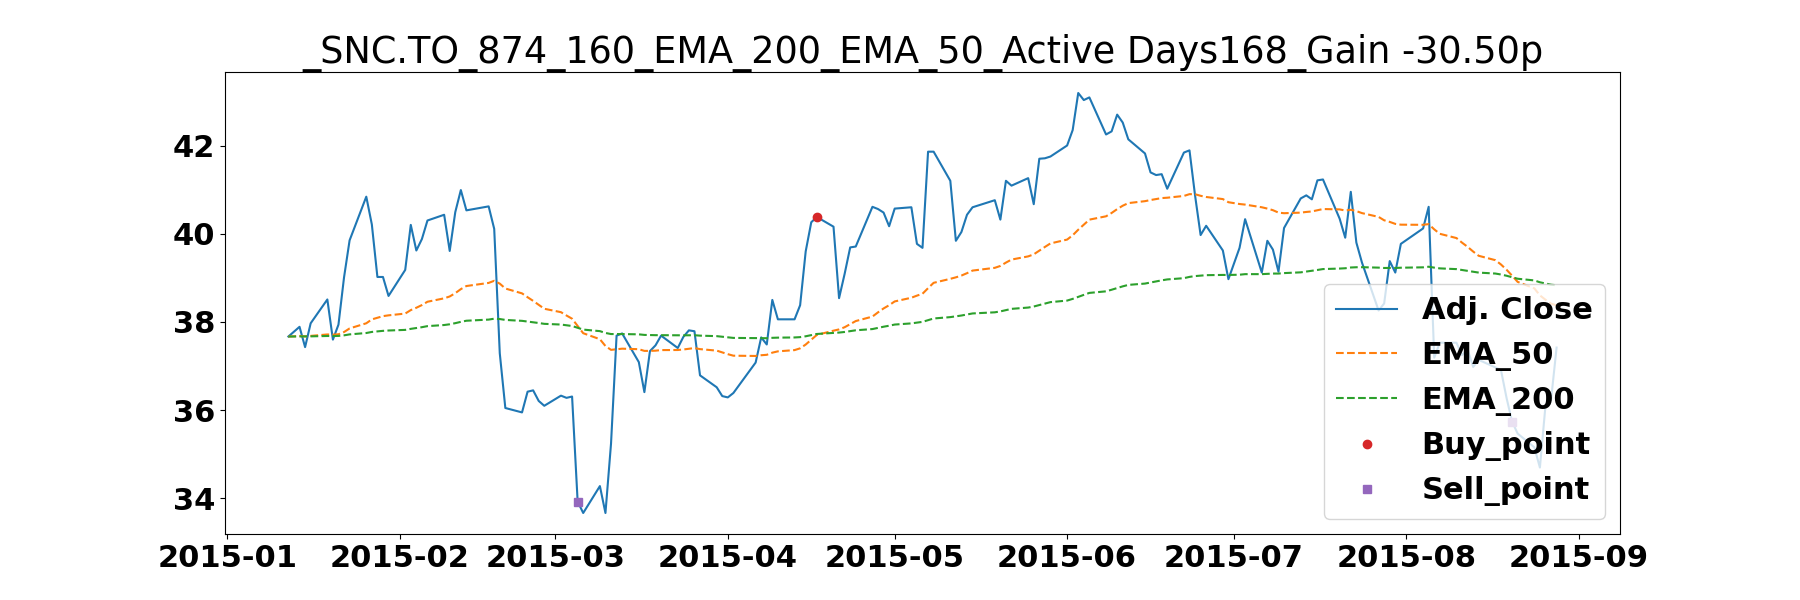 _SNC.TO_874_160_EMA_200_EMA_50_Active Days168_Gain -30.50p
42
40
38
36
34
Adj. Close
EMA_50
EMA_200
Buy_point
Sell_point
2015-01 2015-02 2015-03 2015-04 2015-05 2015-06 2015-07 2015-08 2015-09